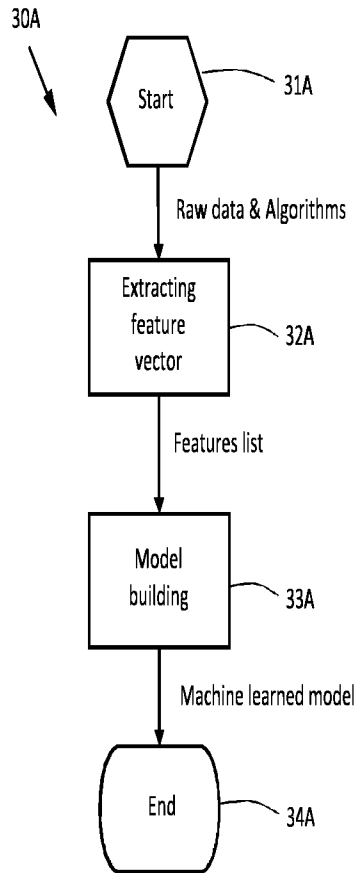 30A
Start
31A
Raw data & Algorithms
Extracting
feature
vector
32A
Features list
Model
building
33A
Machine learned model
End
34A